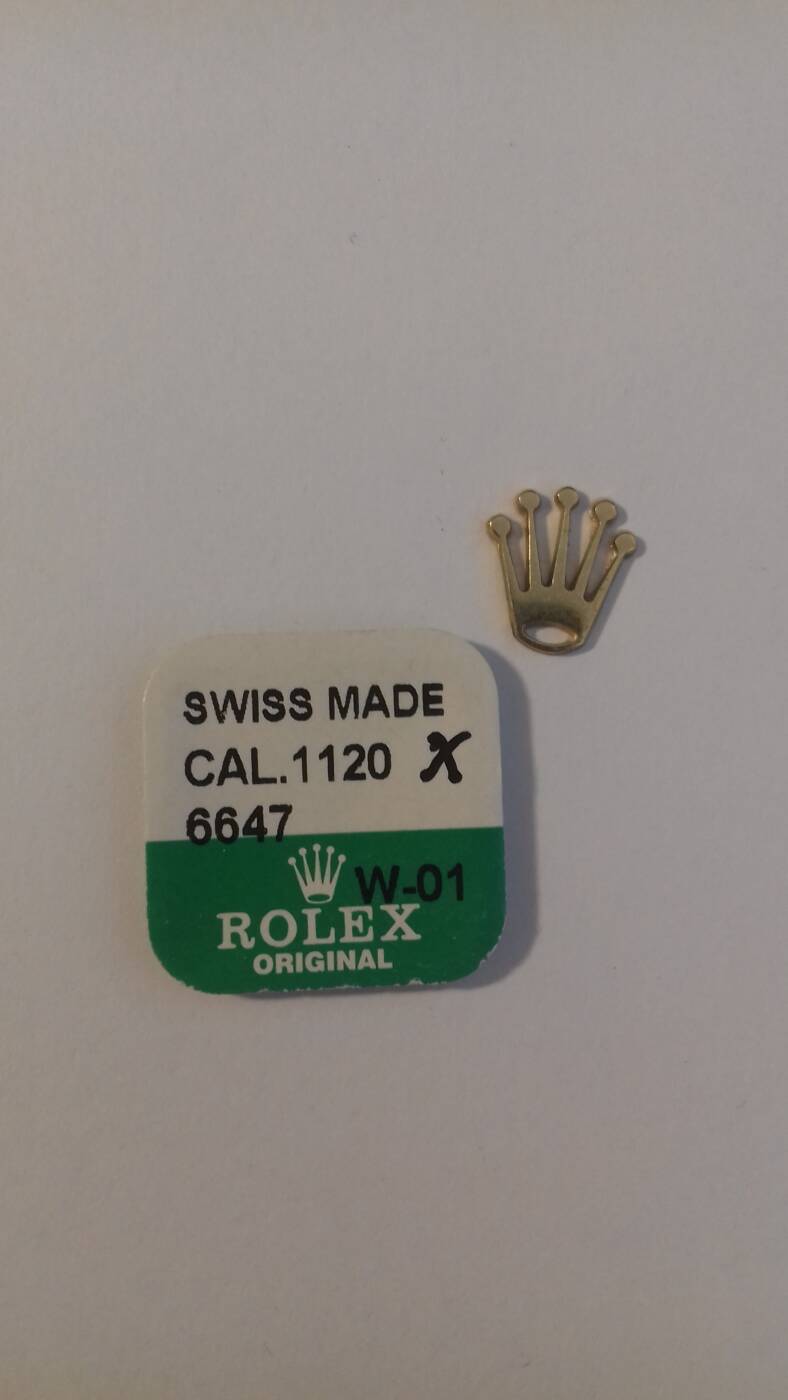 SWISS MADE
CAL.1120 X
6647
W-01
ROLEX
ORIGINAL